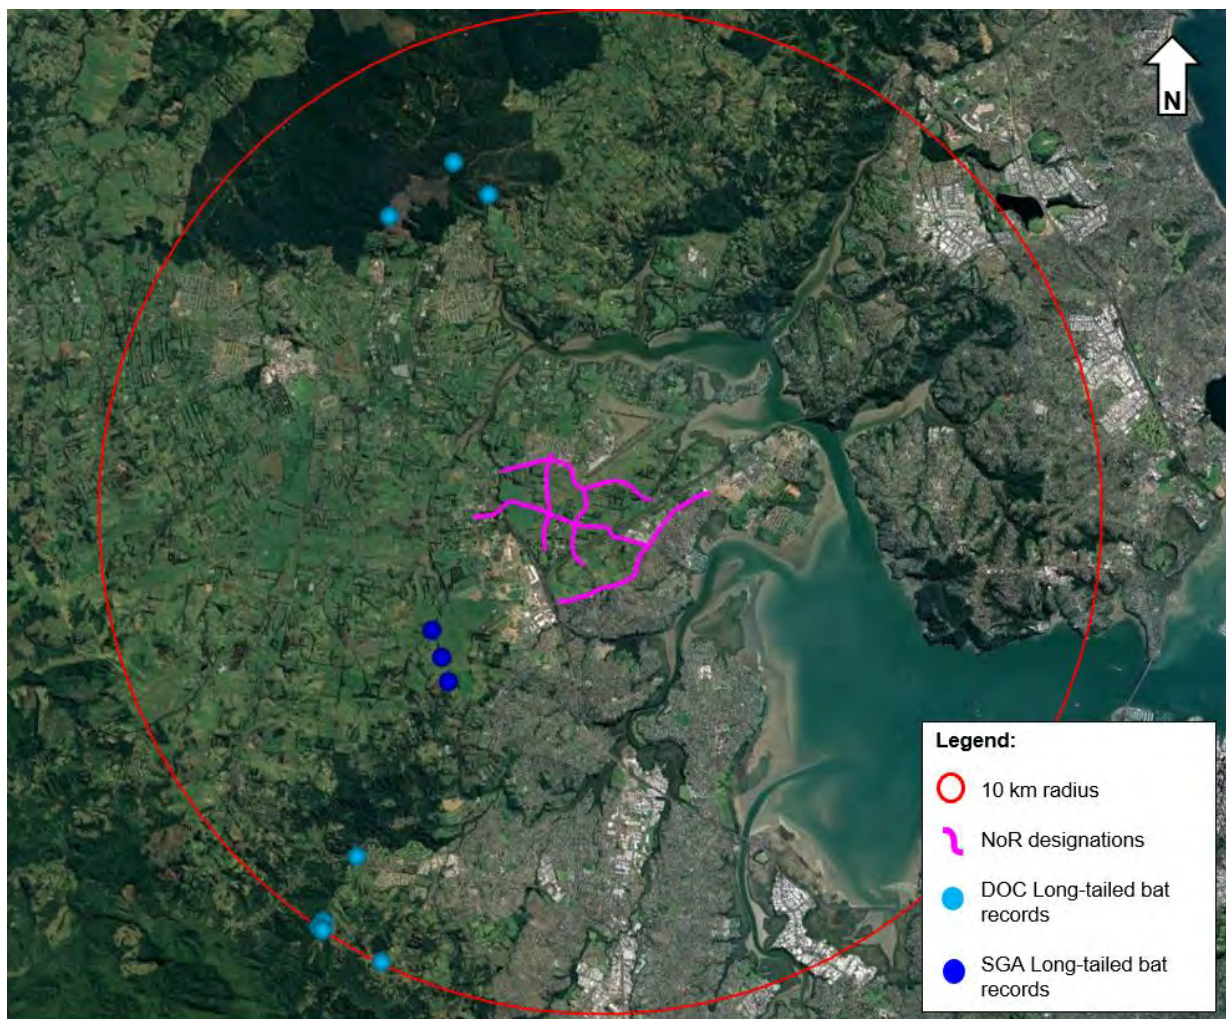 N
Legend:
10 km radius
NoR designations
DOC Long-tailed bat
records
SGA Long-tailed bat
records